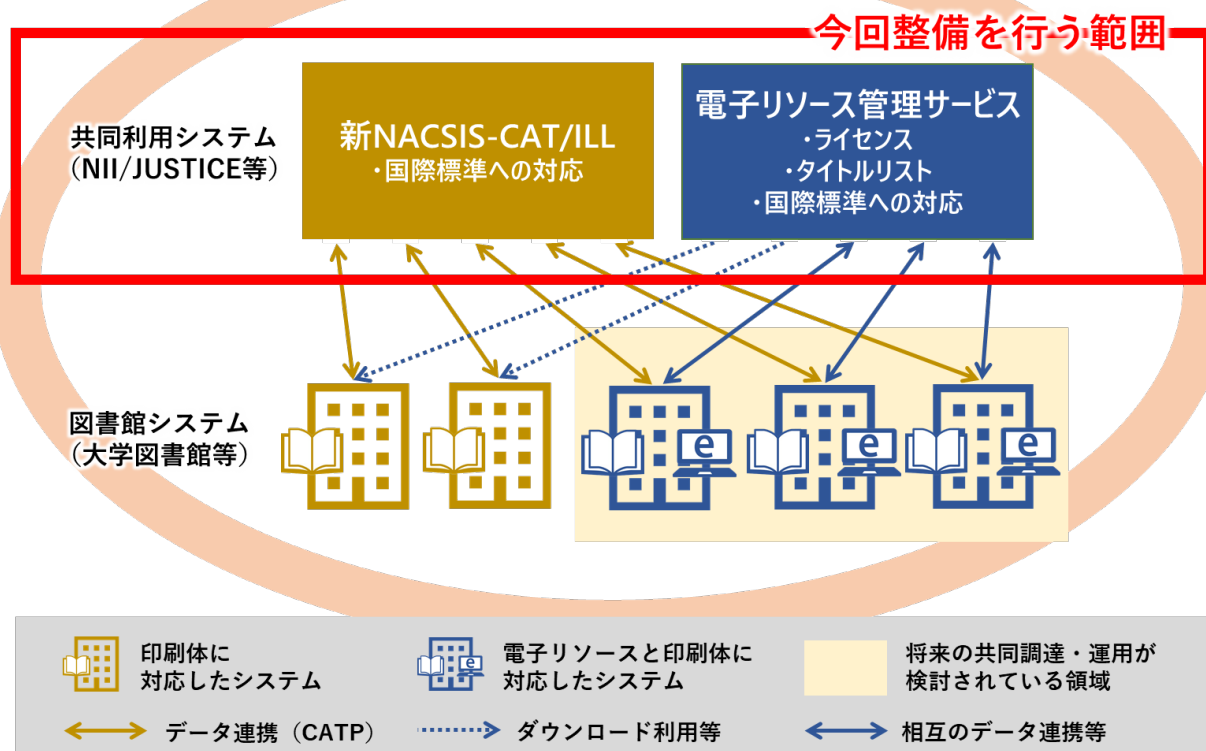 今回整備を行う範囲
共同利用システム
(NII/JUSTICE等)
新NACSIS-CAT/ILL
・国際標準への対応
電子リソース管理サービス
・ライセンス
・タイトルリスト
・国際標準への対応
図書館システム
(大学図書館等)
e
e
e
印刷体に
対応したシステム
e
電子リソースと印刷体に
対応したシステム
将来の共同調達・運用が
検討されている領域
データ連携（CATP）
ダウンロード利用等
相互のデータ連携等